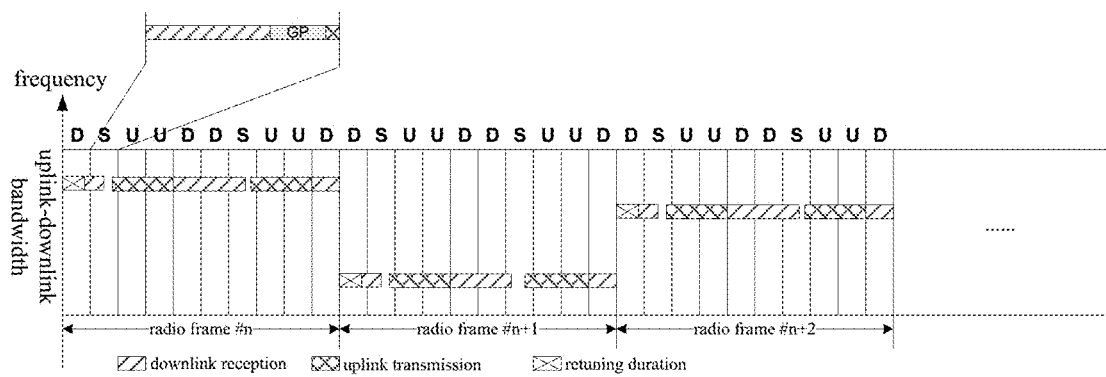 GP
frequency
D S U U D D S U U D D S U U D D S U U D D S U U D D S U U D
uplink-downlink
bandwidth
......
radio frame #n
radio frame #n+1
radio frame #n+2
downlink reception
uplink transmission
retuning duration